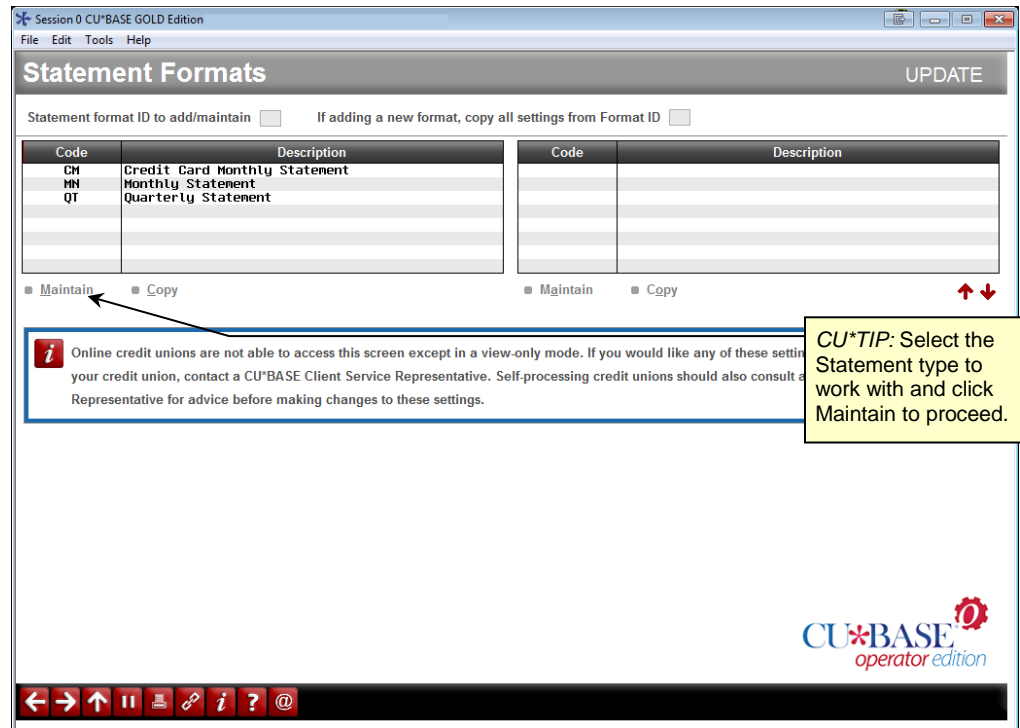 Session 0 CU*BASE GOLD Edition
File Edit Tools Help
Statement Formats UPDATE
Statement format ID to add/maintain If adding a new format, copy all settings from Format ID
Code Description Code Description
CM Credit Card Monthly Statement
MN Monthly Statement
QT Quarterly Statement
Maintain Copy Maintain Copy
Online credit unions are not able to access this screen except in a view-only mode. If you would like any of these
your credit union, contact a CU*BASE Client Service Representative. Self-processing credit unions should also consult
Representative for advice before making changes to these settings.
CU*TIP: Select the
Statement type to
work with and click
Maintain to proceed.
CU*BASE
operator edition